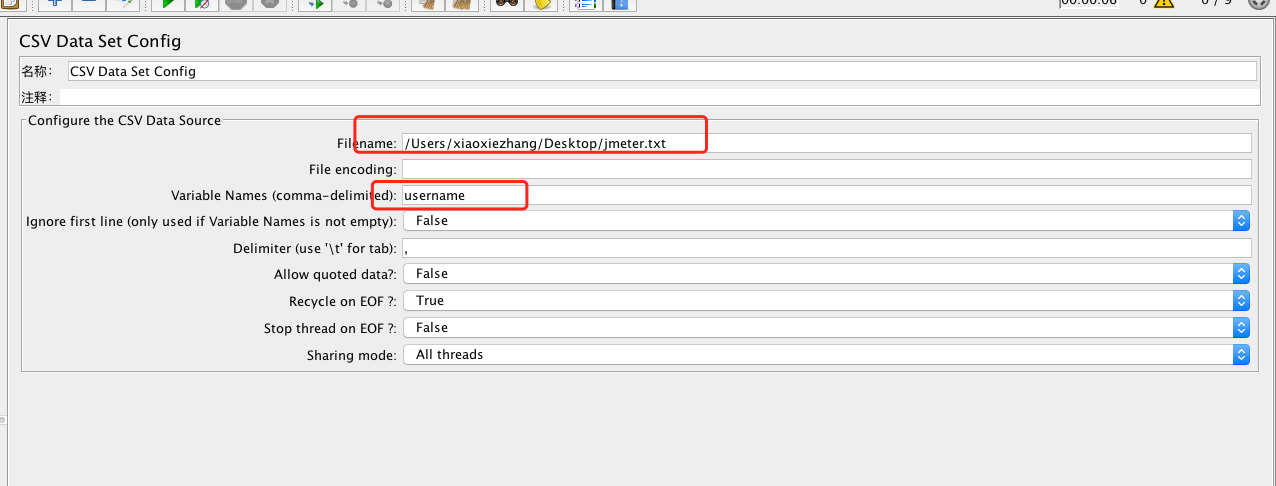 00:00:06 0 0 / 9
CSV Data Set Config
名称: CSV Data Set Config
注释:
Configure the CSV Data Source
Filename: /Users/xiaoxiezhang/Desktop/jmeter.txt
File encoding:
Variable Names (comma-delimited): username
Ignore first line (only used if Variable Names is not empty): False
Delimiter (use '\t' for tab): ,
Allow quoted data?: False
Recycle on EOF ?: True
Stop thread on EOF ?: False
Sharing mode: All threads